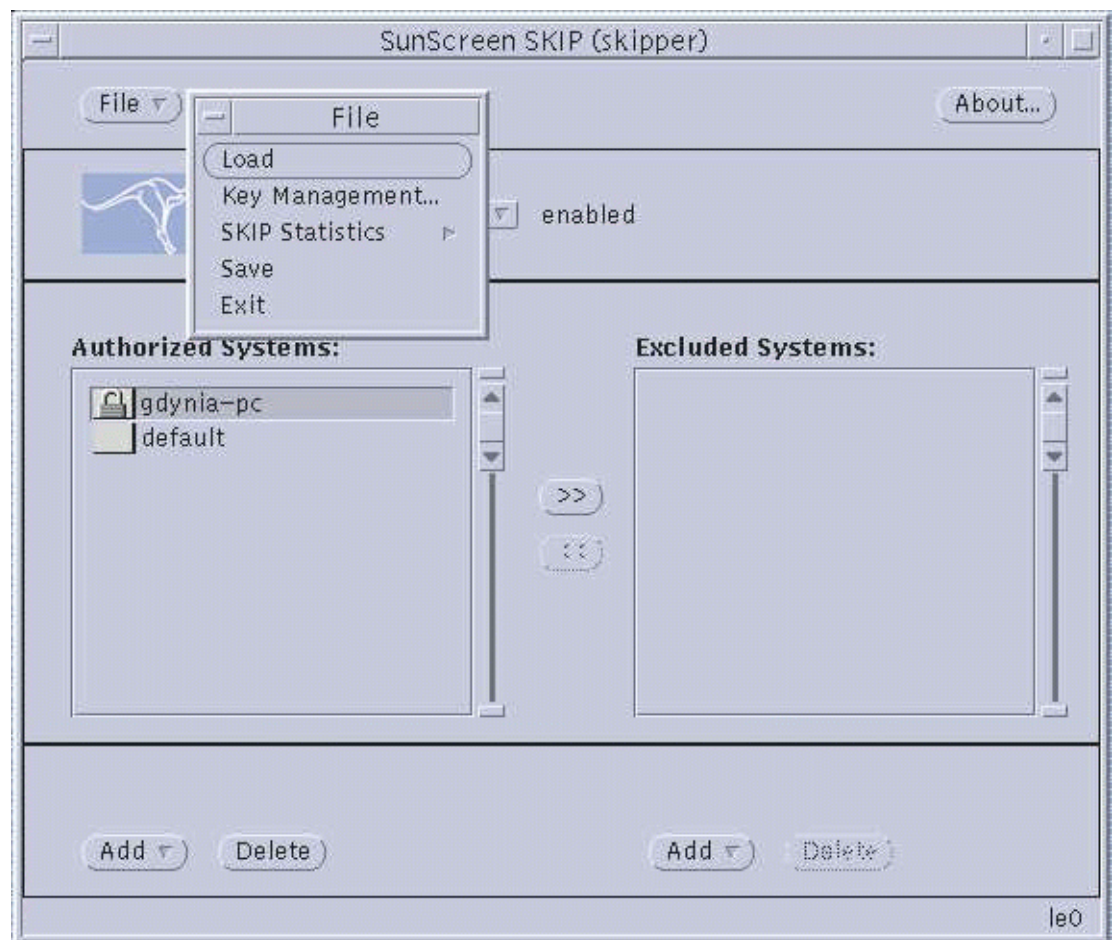 SunScreen SKIP (skipper)
File
About...
File
Load
Key Management...
SKIP Statistics
Save
Exit
enabled
Authorized Systems:
Excluded Systems:
gdynia-pc
default
>>
<<
Add
Delete
Add
Delete
le0